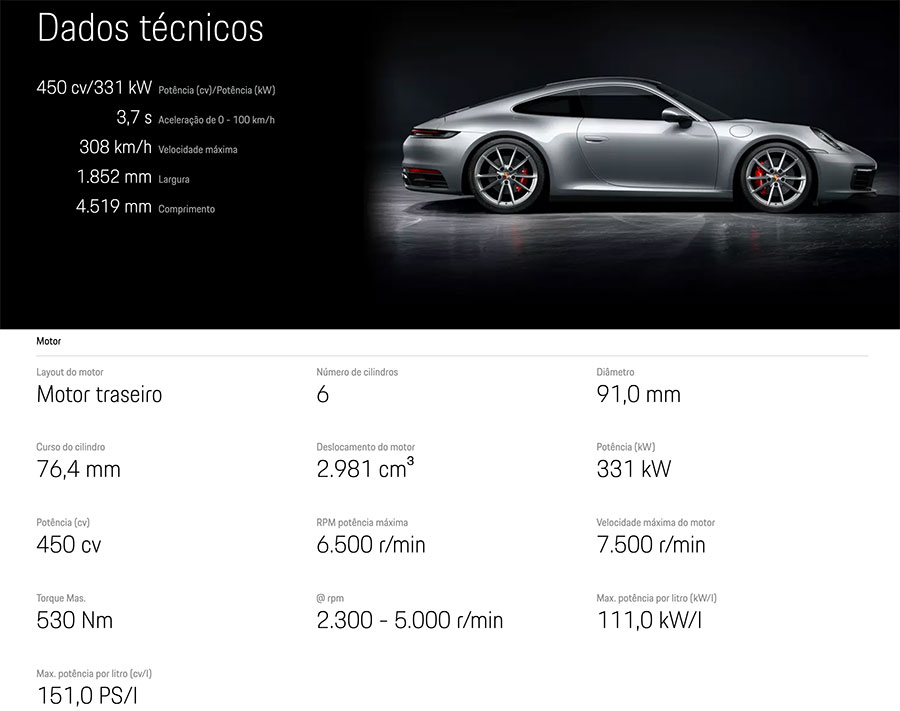 Dados técnicos
450 cv/331 kW Potência (cv)/Potência (kW)
3,7 s Aceleração de 0 - 100 km/h
308 km/h Velocidade máxima
1.852 mm Largura
4.519 mm Comprimento
Motor
Layout do motor
Motor traseiro
Número de cilindros
6
Diâmetro
91,0 mm
Curso do cilindro
76,4 mm
Deslocamento do motor
2.981 cm³
Potência (kW)
331 kW
Potência (cv)
450 cv
RPM potência máxima
6.500 r/min
Velocidade máxima do motor
7.500 r/min
Torque Mas.
530 Nm
@ rpm
2.300 - 5.000 r/min
Max. potência por litro (kW/l)
111,0 kW/l
Max. potência por litro (cv/l)
151,0 PS/l